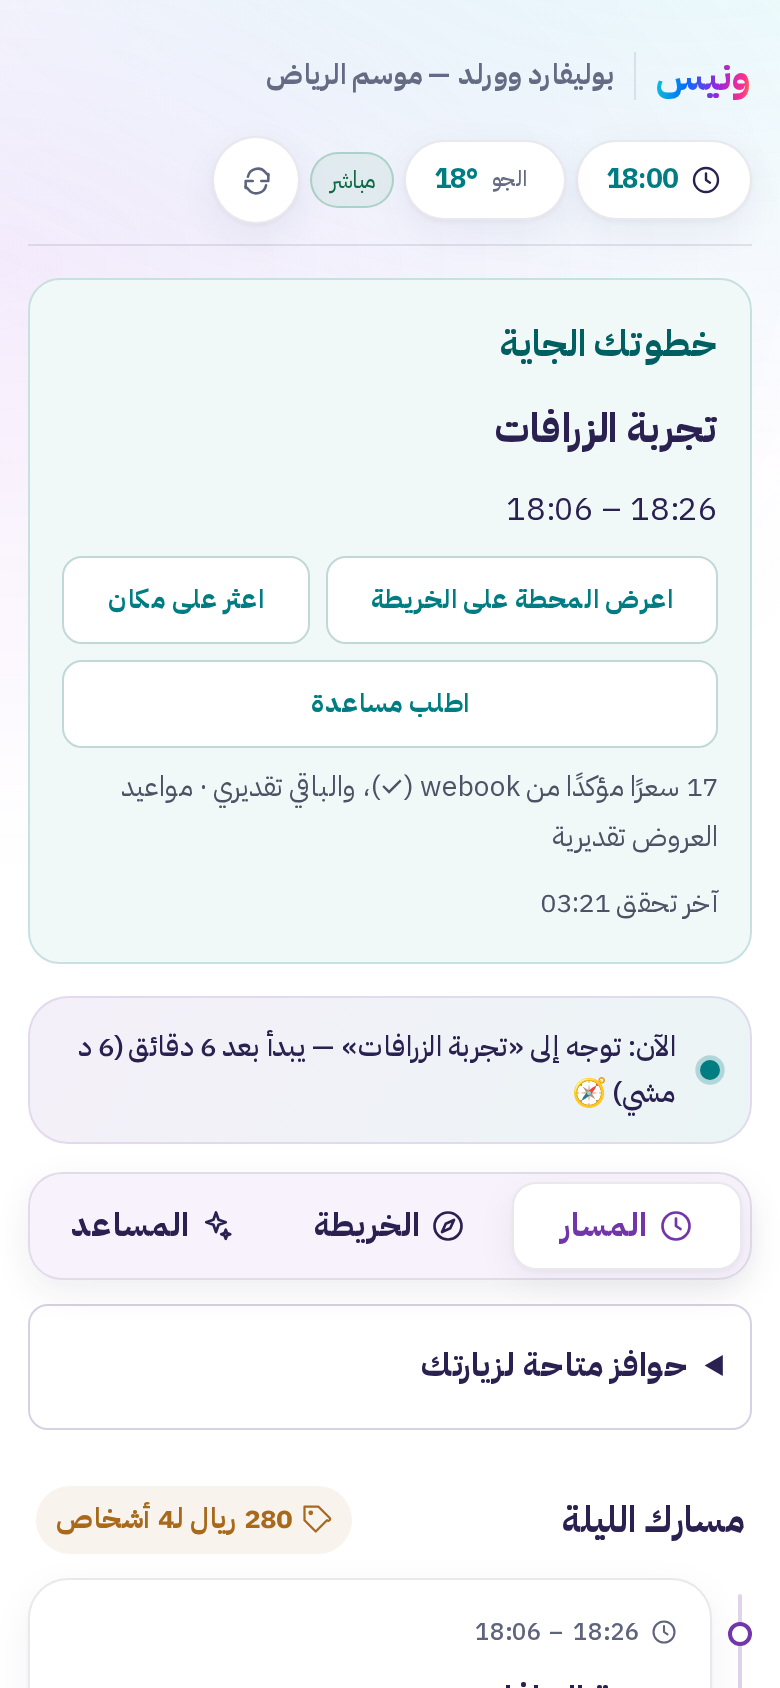 ونيس
بوليفارد وورلد — موسم الرياض
18:00
الجو 18°
مباشر
خطوتك الجاية
تجربة الزرافات
18:06 – 18:26
اعرض المحطة على الخريطة
اعثر على مكان
اطلب مساعدة
17 سعرًا مؤكدًا من webook (✓)، والباقي تقديري · مواعيد
العروض تقديرية
آخر تحقق 03:21
الآن: توجه إلى «تجربة الزرافات» — يبدأ بعد 6 دقائق (6 د
مشي) 🧭
المسار
الخريطة
المساعد
◀ حوافز متاحة لزيارتك
مسارك الليلة
280 ريال لـ4 أشخاص
18:06 – 18:26